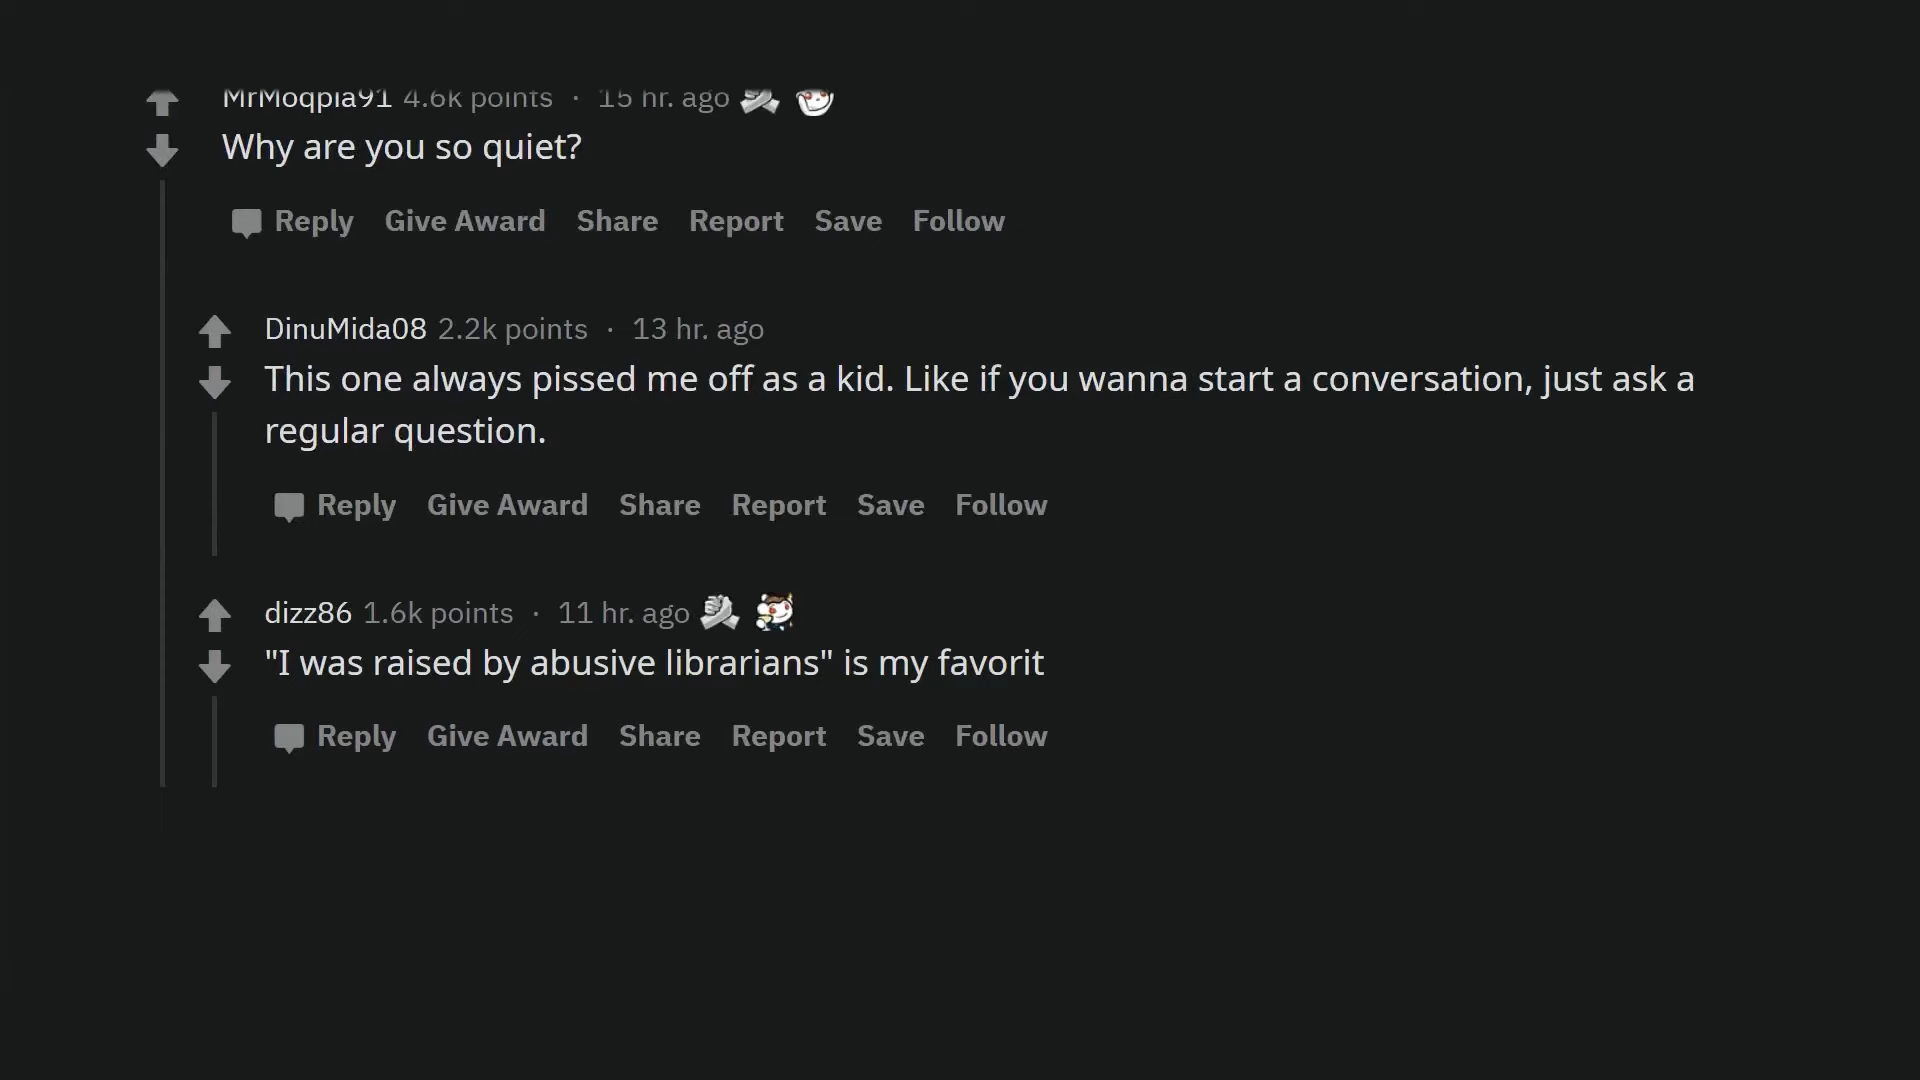 MrMoqpia91 4.6k points · 15 hr. ago
Why are you so quiet?
Reply Give Award Share Report Save Follow
DinuMida08 2.2k points · 13 hr. ago
This one always pissed me off as a kid. Like if you wanna start a conversation, just ask a
regular question.
Reply Give Award Share Report Save Follow
dizz86 1.6k points · 11 hr. ago
"I was raised by abusive librarians" is my favorit
Reply Give Award Share Report Save Follow